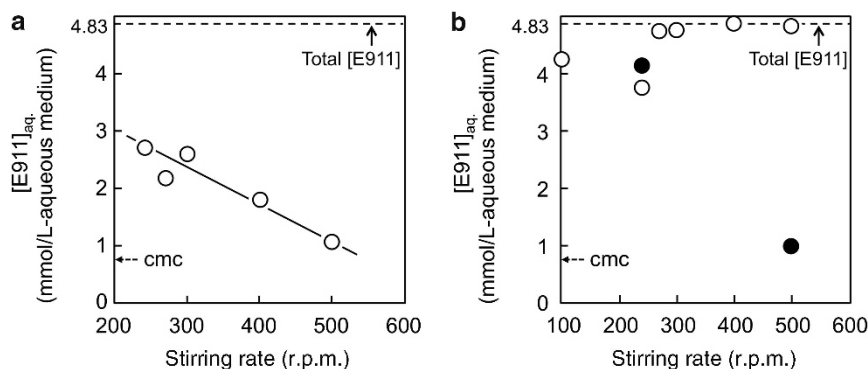 a
4.83
Total [E911]
4
3
2
1
0
cmc
[E911]aq.
(mmol/L-aqueous medium)
200 300 400 500 600
Stirring rate (r.p.m.)
b
4.83
Total [E911]
4
3
2
1
0
cmc
[E911]aq.
(mmol/L-aqueous medium)
100 200 300 400 500 600
Stirring rate (r.p.m.)